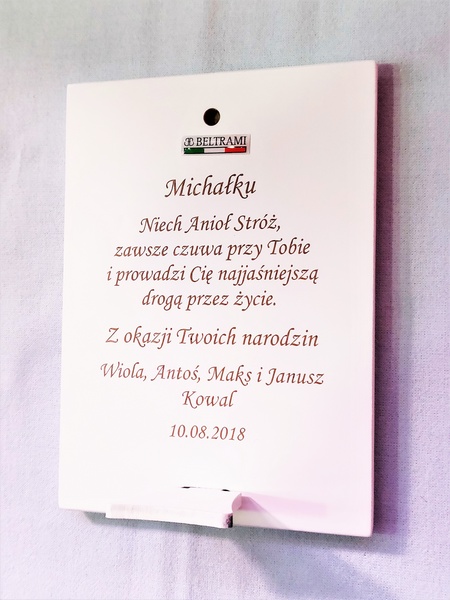 BELTRAMI
Michałku
Niech Anioł Stróż,
zawsze czuwa przy Tobie
i prowadzi Cię najjaśniejszą
drogą przez życie.
Z okazji Twoich narodzin
Wiola, Antoś, Maks i Janusz
Kowal
10.08.2018